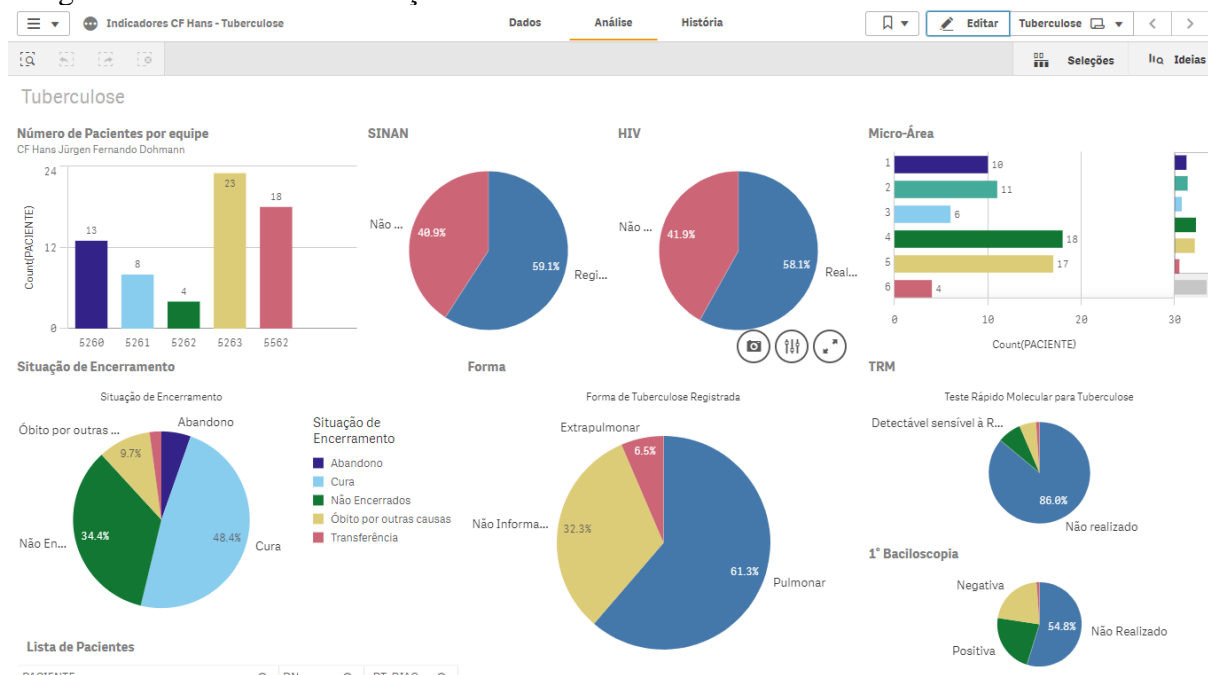 Indicadores CF Hans - Tuberculose
Dados
Análise
História
Editar
Tuberculose
Seleções
Ideias
Tuberculose
Número de Pacientes por equipe
CF Hans Jürgen Fernando Dohmann
24
12
0
Count(PACIENTE)
13
8
4
23
18
5260
5261
5262
5263
5562
SINAN
Não ...
40.9%
59.1%
Regi...
HIV
Não ...
41.9%
58.1%
Real...
Micro-Área
1
10
2
11
3
6
4
18
5
17
6
4
0
10
20
30
Count(PACIENTE)
Situação de Encerramento
Situação de Encerramento
Óbito por outras ...
Abandono
9.7%
34.4%
48.4%
Não En...
Cura
Situação de
Encerramento
Abandono
Cura
Não Encerrados
Óbito por outras causas
Transferência
Forma
Forma de Tuberculose Registrada
Extrapulmonar
6.5%
Não Informa...
32.3%
61.3%
Pulmonar
TRM
Teste Rápido Molecular para Tuberculose
Detectável sensível à R...
86.0%
Não realizado
1° Baciloscopia
Negativa
54.8%
Não Realizado
Positiva
Lista de Pacientes